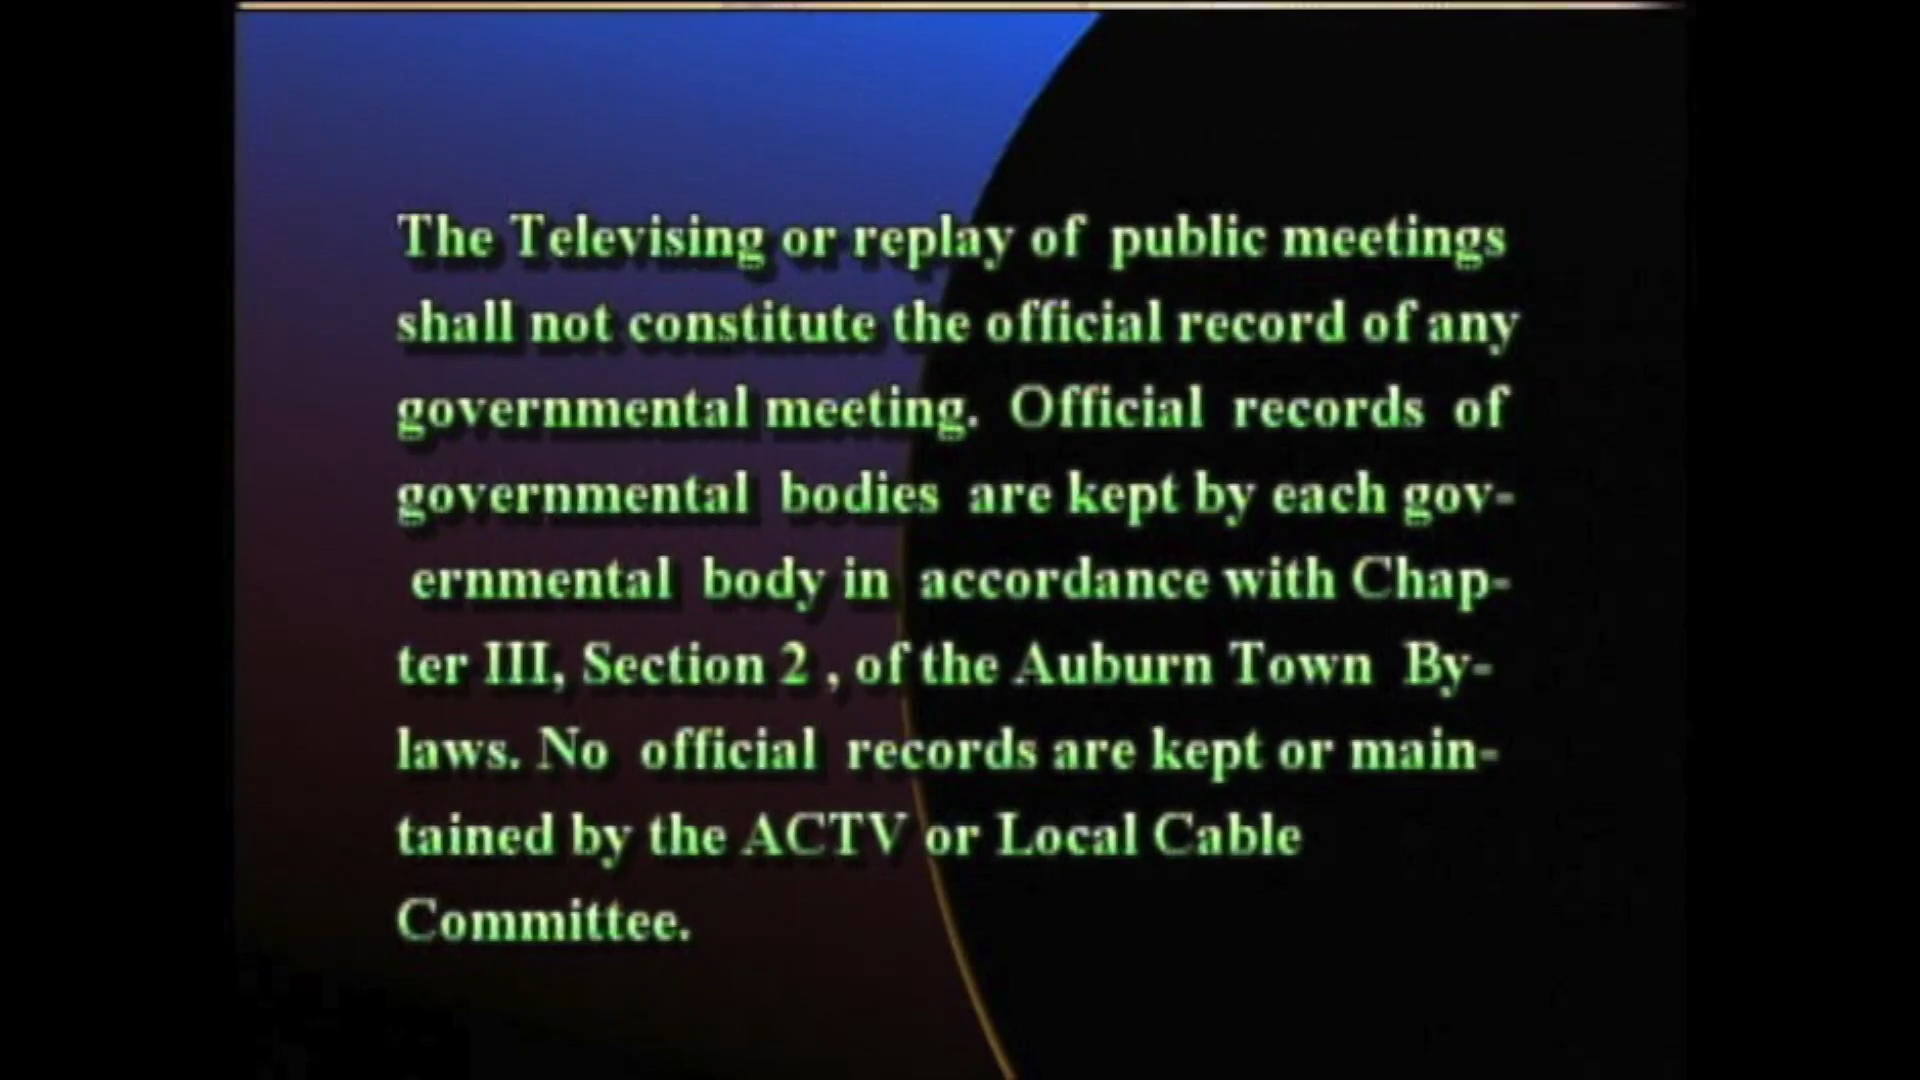 The Televising or replay of public meetings
shall not constitute the official record of any
governmental meeting. Official records of
governmental bodies are kept by each gov-
ernmental body in accordance with Chap-
ter III, Section 2 , of the Auburn Town By-
laws. No official records are kept or main-
tained by the ACTV or Local Cable
Committee.